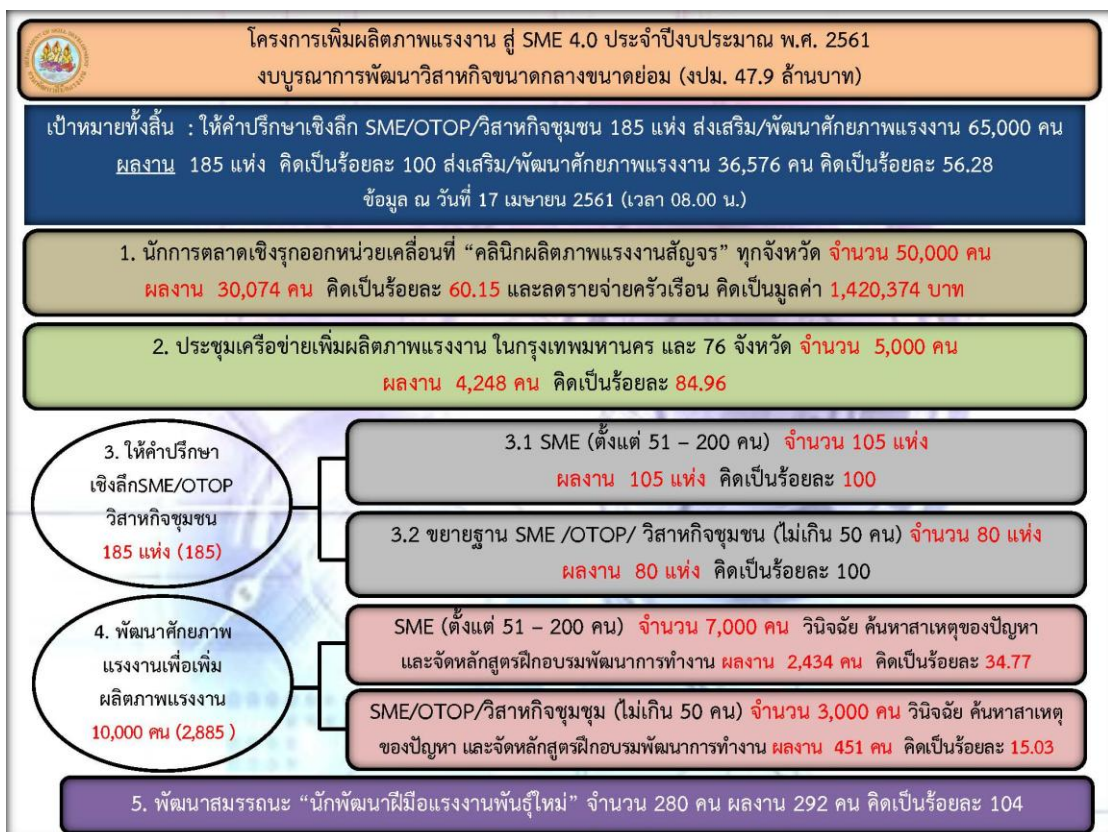 โครงการเพิ่มผลิตภาพแรงงาน สู่ SME 4.0 ประจำปีงบประมาณ พ.ศ. 2561
งบบูรณาการพัฒนาวิสาหกิจขนาดกลางขนาดย่อม (งปม. 47.9 ล้านบาท)
เป้าหมายทั้งสิ้น : ให้คำปรึกษาเชิงลึก SME/OTOP/วิสาหกิจชุมชน 185 แห่ง ส่งเสริม/พัฒนาศักยภาพแรงงาน 65,000 คน
ผลงาน 185 แห่ง คิดเป็นร้อยละ 100 ส่งเสริม/พัฒนาศักยภาพแรงงาน 36,576 คน คิดเป็นร้อยละ 56.28
ข้อมูล ณ วันที่ 17 เมษายน 2561 (เวลา 08.00 น.)
1. นักการตลาดเชิงรุกออกหน่วยเคลื่อนที่ “คลินิกผลิตภาพแรงงานสัญจร” ทุกจังหวัด จำนวน 50,000 คน
ผลงาน 30,074 คน คิดเป็นร้อยละ 60.15 และลดรายจ่ายครัวเรือน คิดเป็นมูลค่า 1,420,374 บาท
2. ประชุมเครือข่ายเพิ่มผลิตภาพแรงงาน ในกรุงเทพมหานคร และ 76 จังหวัด จำนวน 5,000 คน
ผลงาน 4,248 คน คิดเป็นร้อยละ 84.96
3. ให้คำปรึกษา
เชิงลึกSME/OTOP
วิสาหกิจชุมชน
185 แห่ง (185)
3.1 SME (ตั้งแต่ 51 – 200 คน) จำนวน 105 แห่ง
ผลงาน 105 แห่ง คิดเป็นร้อยละ 100
3.2 ขยายฐาน SME /OTOP/ วิสาหกิจชุมชน (ไม่เกิน 50 คน) จำนวน 80 แห่ง
ผลงาน 80 แห่ง คิดเป็นร้อยละ 100
4. พัฒนาศักยภาพ
แรงงานเพื่อเพิ่ม
ผลิตภาพแรงงาน
10,000 คน (2,885 )
SME (ตั้งแต่ 51 – 200 คน) จำนวน 7,000 คน วินิจฉัย ค้นหาสาเหตุของปัญหา
และจัดหลักสูตรฝึกอบรมพัฒนาการทำงาน ผลงาน 2,434 คน คิดเป็นร้อยละ 34.77
SME/OTOP/วิสาหกิจชุมชุม (ไม่เกิน 50 คน) จำนวน 3,000 คน วินิจฉัย ค้นหาสาเหตุ
ของปัญหา และจัดหลักสูตรฝึกอบรมพัฒนาการทำงาน ผลงาน 451 คน คิดเป็นร้อยละ 15.03
5. พัฒนาสมรรถนะ “นักพัฒนาฝีมือแรงงานพันธุ์ใหม่” จำนวน 280 คน ผลงาน 292 คน คิดเป็นร้อยละ 104